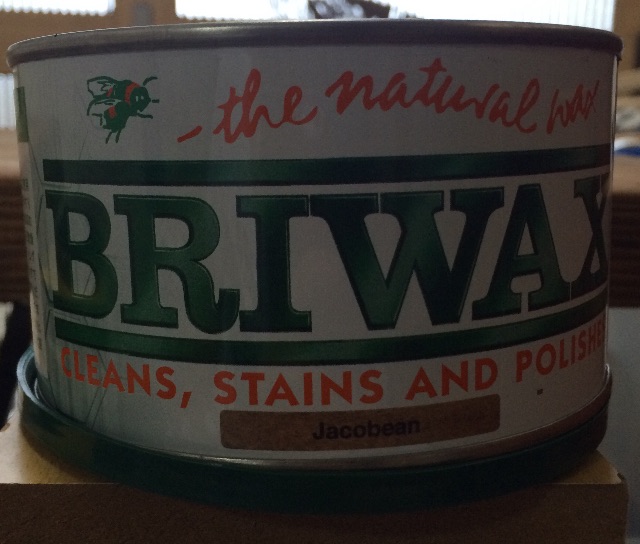 - the natural wax
BRIWAX
CLEANS, STAINS AND POLISHE
Jacobean